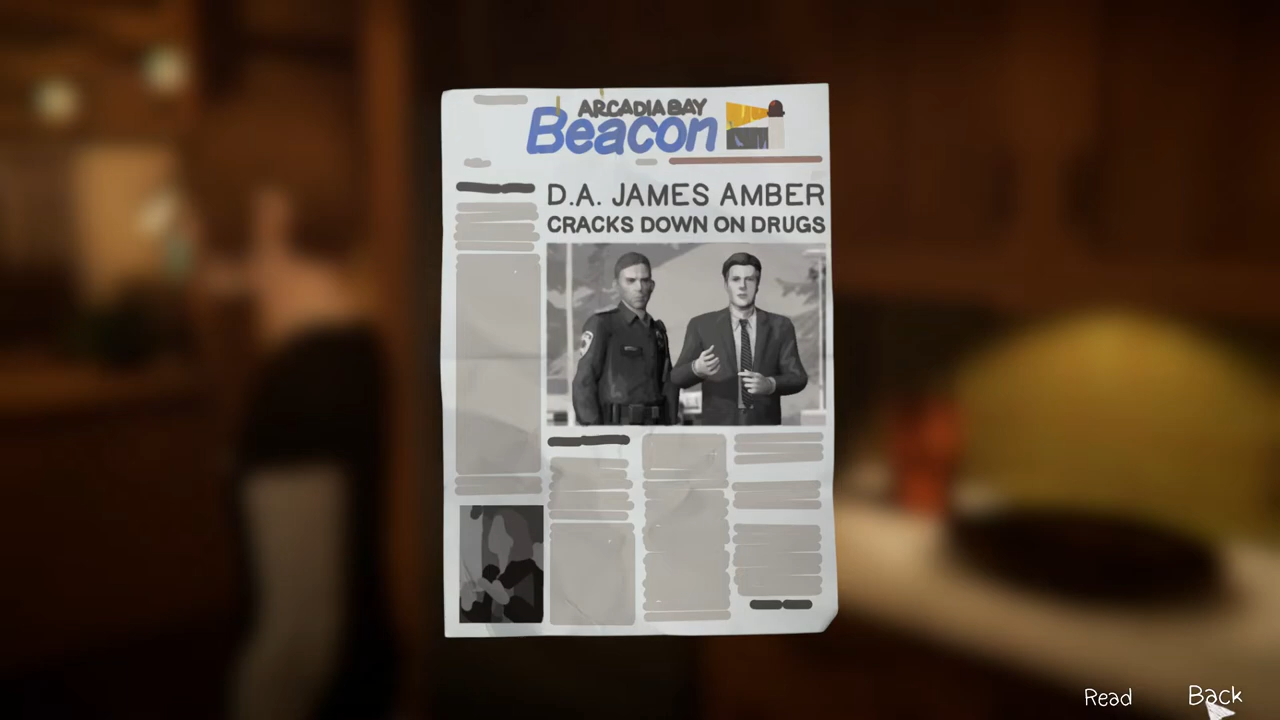 ARCADIA BAY
Beacon
D.A. JAMES AMBER
CRACKS DOWN ON DRUGS
Read
Back